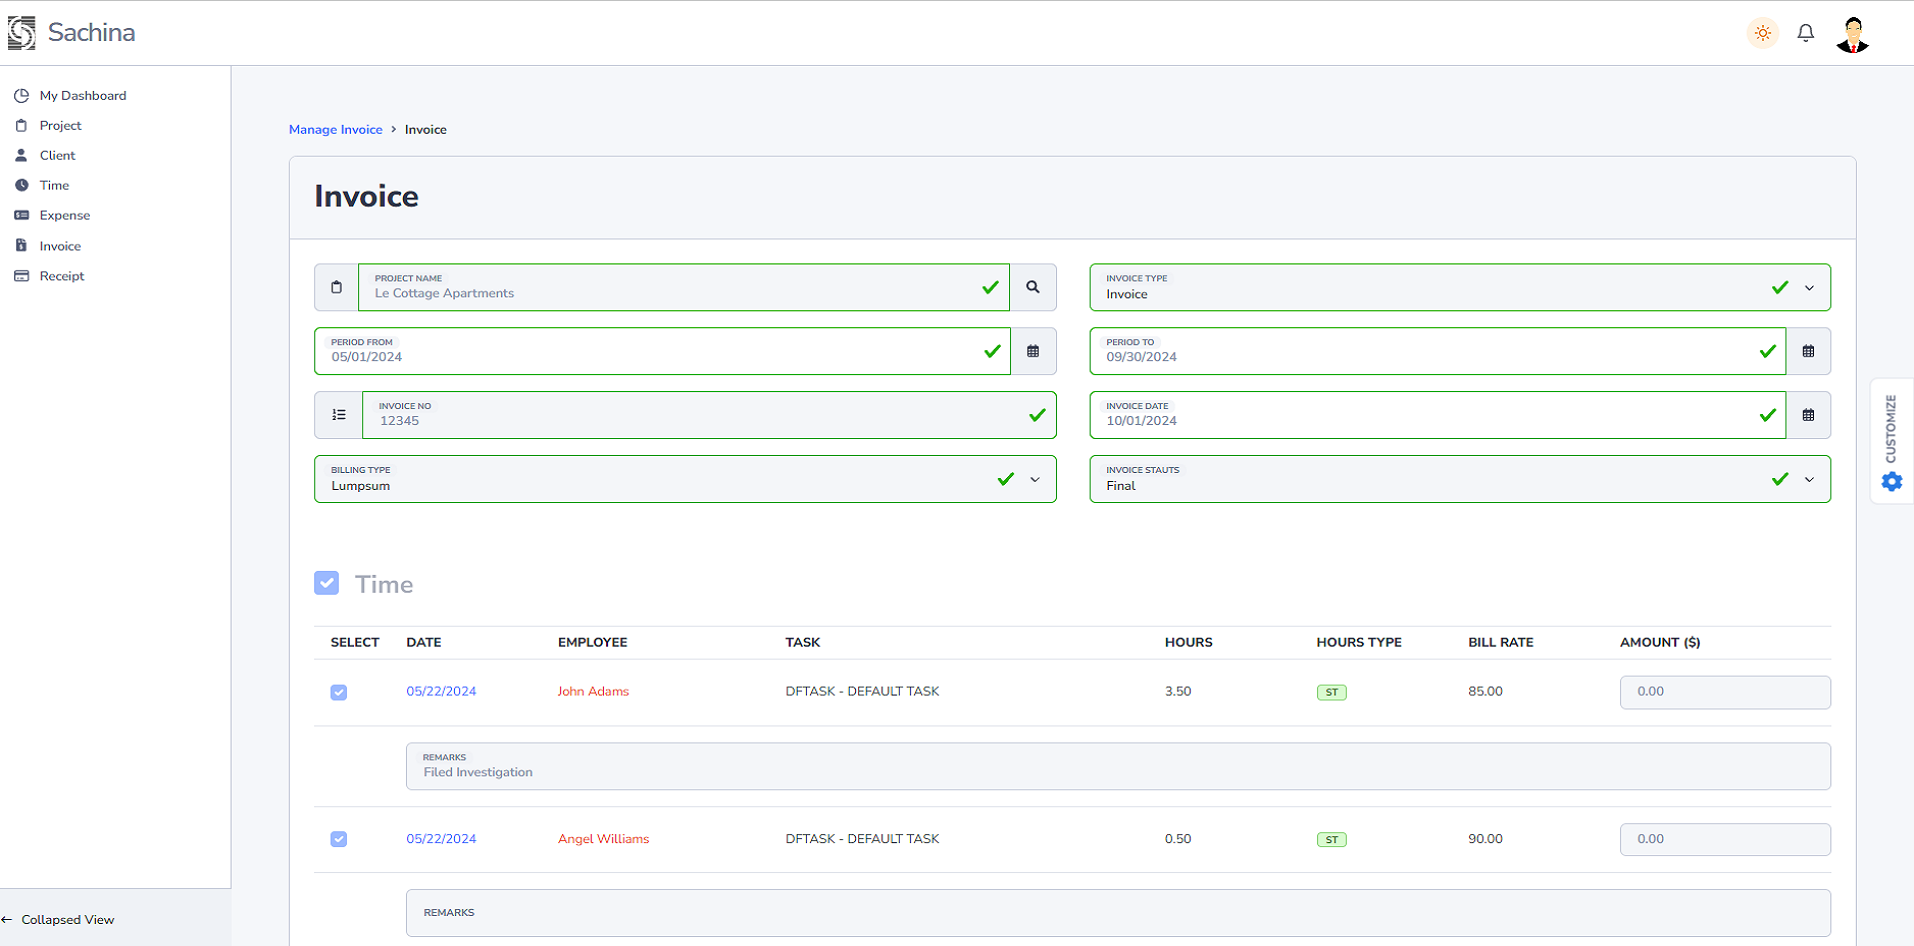 Sachina
My Dashboard
Project
Client
Time
Expense
Invoice
Receipt
Collapsed View
Manage Invoice > Invoice
Invoice
PROJECT NAME
Le Cottage Apartments
INVOICE TYPE
Invoice
PERIOD FROM
05/01/2024
PERIOD TO
09/30/2024
INVOICE NO
12345
INVOICE DATE
10/01/2024
BILLING TYPE
Lumpsum
INVOICE STAUTS
Final
CUSTOMIZE
Time
SELECT DATE EMPLOYEE TASK HOURS HOURS TYPE BILL RATE AMOUNT ($)
05/22/2024 John Adams DFTASK - DEFAULT TASK 3.50 ST 85.00 0.00
REMARKS
Filed Investigation
05/22/2024 Angel Williams DFTASK - DEFAULT TASK 0.50 ST 90.00 0.00
REMARKS